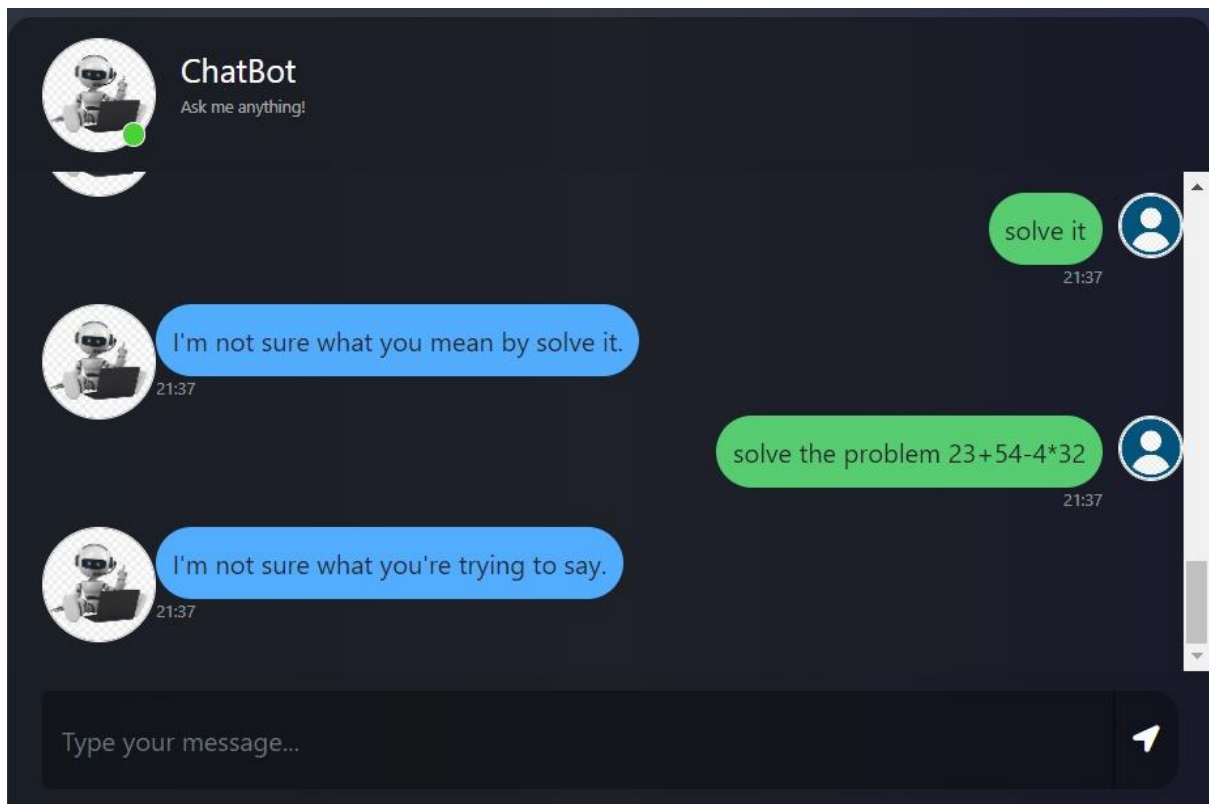 ChatBot
Ask me anything!
solve it
21:37
I'm not sure what you mean by solve it.
21:37
solve the problem 23+54-4*32
21:37
I'm not sure what you're trying to say.
21:37
Type your message...